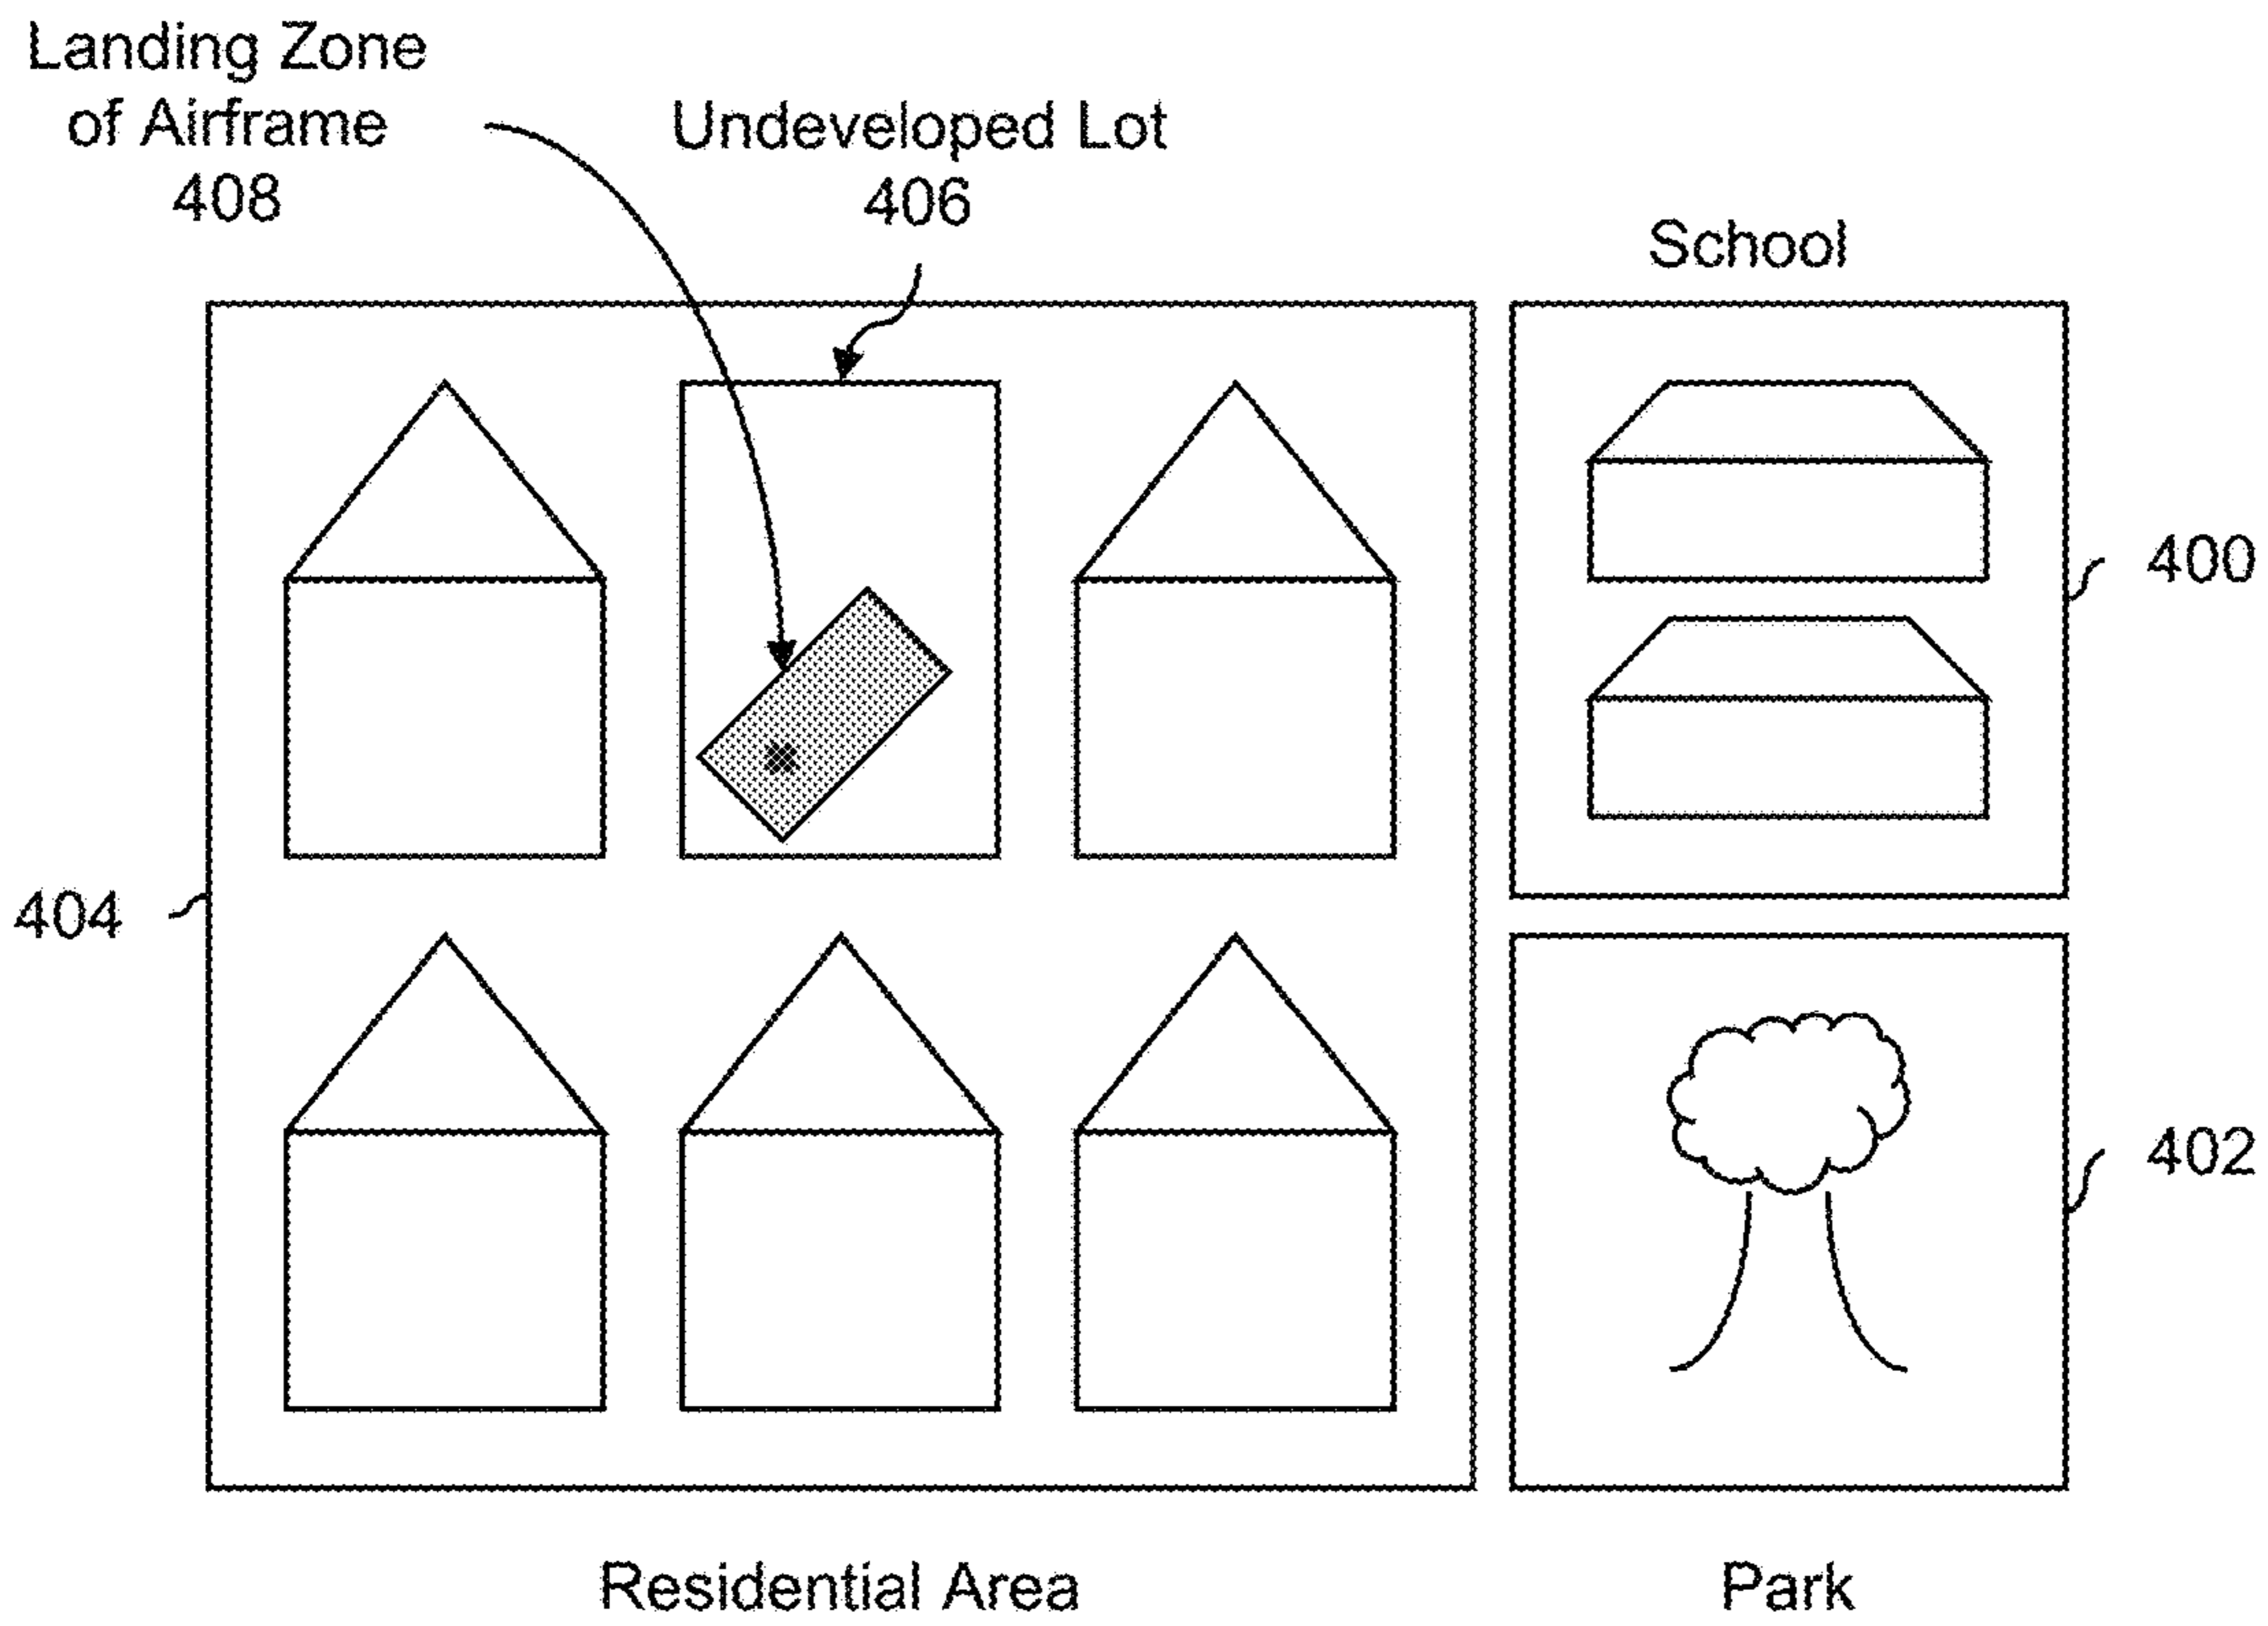 Landing Zone
of Airframe
408
Undeveloped Lot
406
School
400
404
402
Residential Area
Park